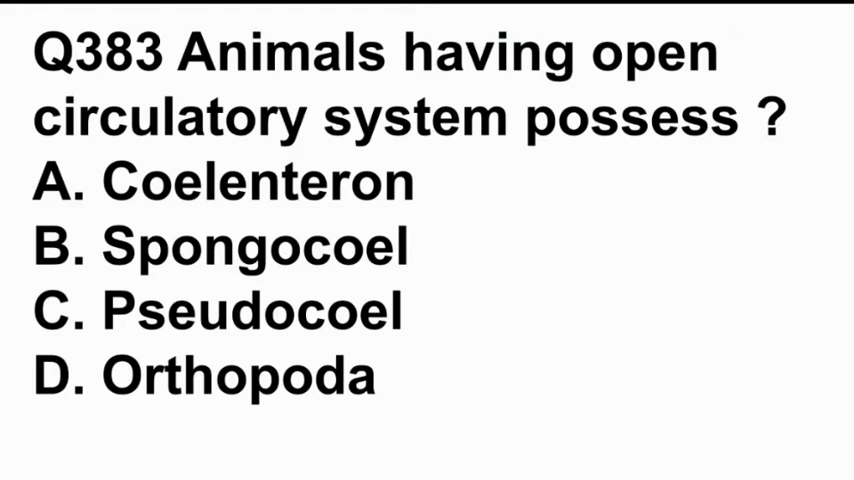 Q383 Animals having open
circulatory system possess ?
A. Coelenteron
B. Spongocoel
C. Pseudocoel
D. Orthopoda